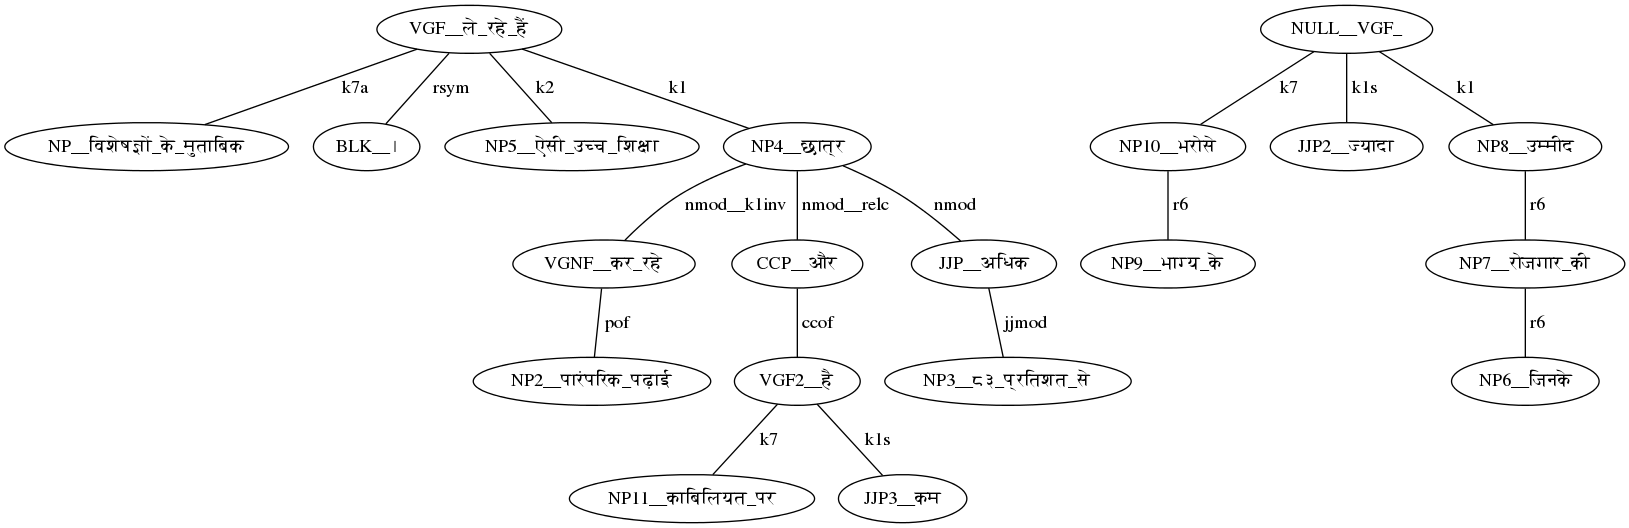 VGF__ले_रहे_हैं NULL__VGF_
k7a rsym k2 k1 k7 k1s k1
NP__विशेषज्ञों_के_मुताबिक BLK__। NP5__ऐसी_उच्च_शिक्षा NP4__छात्र NP10__भरोसे JJP2__ज्यादा NP8__उम्मीद
nmod__k1inv nmod__relc nmod r6 r6
VGNF__कर_रहे CCP__और JJP__अधिक NP9__भाग्य_के NP7__रोजगार_की
pof ccof jjmod r6
NP2__पारंपरिक_पढ़ाई VGF2__है NP3__८३_प्रतिशत_से NP6__जिनके
k7 k1s
NP11__काबिलियत_पर JJP3__कम